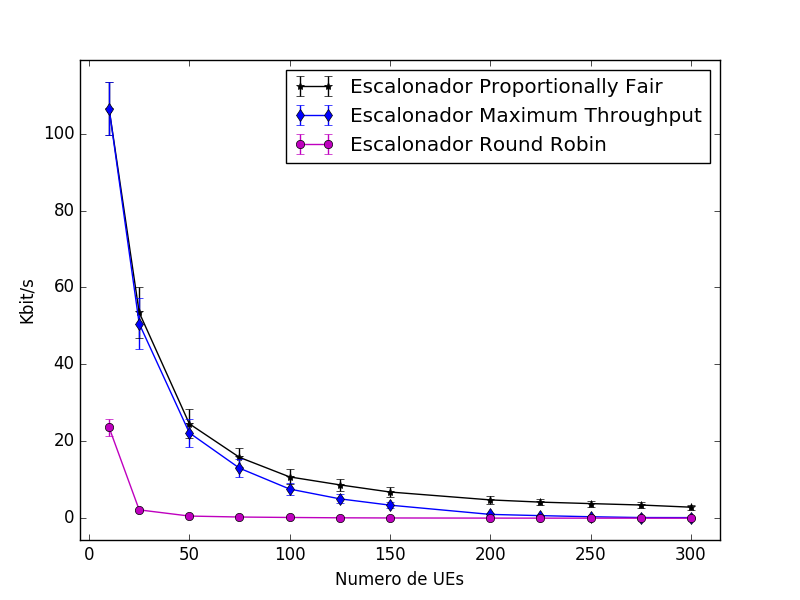 Escalonador Proportionally Fair
Escalonador Maximum Throughput
Escalonador Round Robin
100
80
60
40
20
0
Kbit/s
0 50 100 150 200 250 300
Numero de UEs